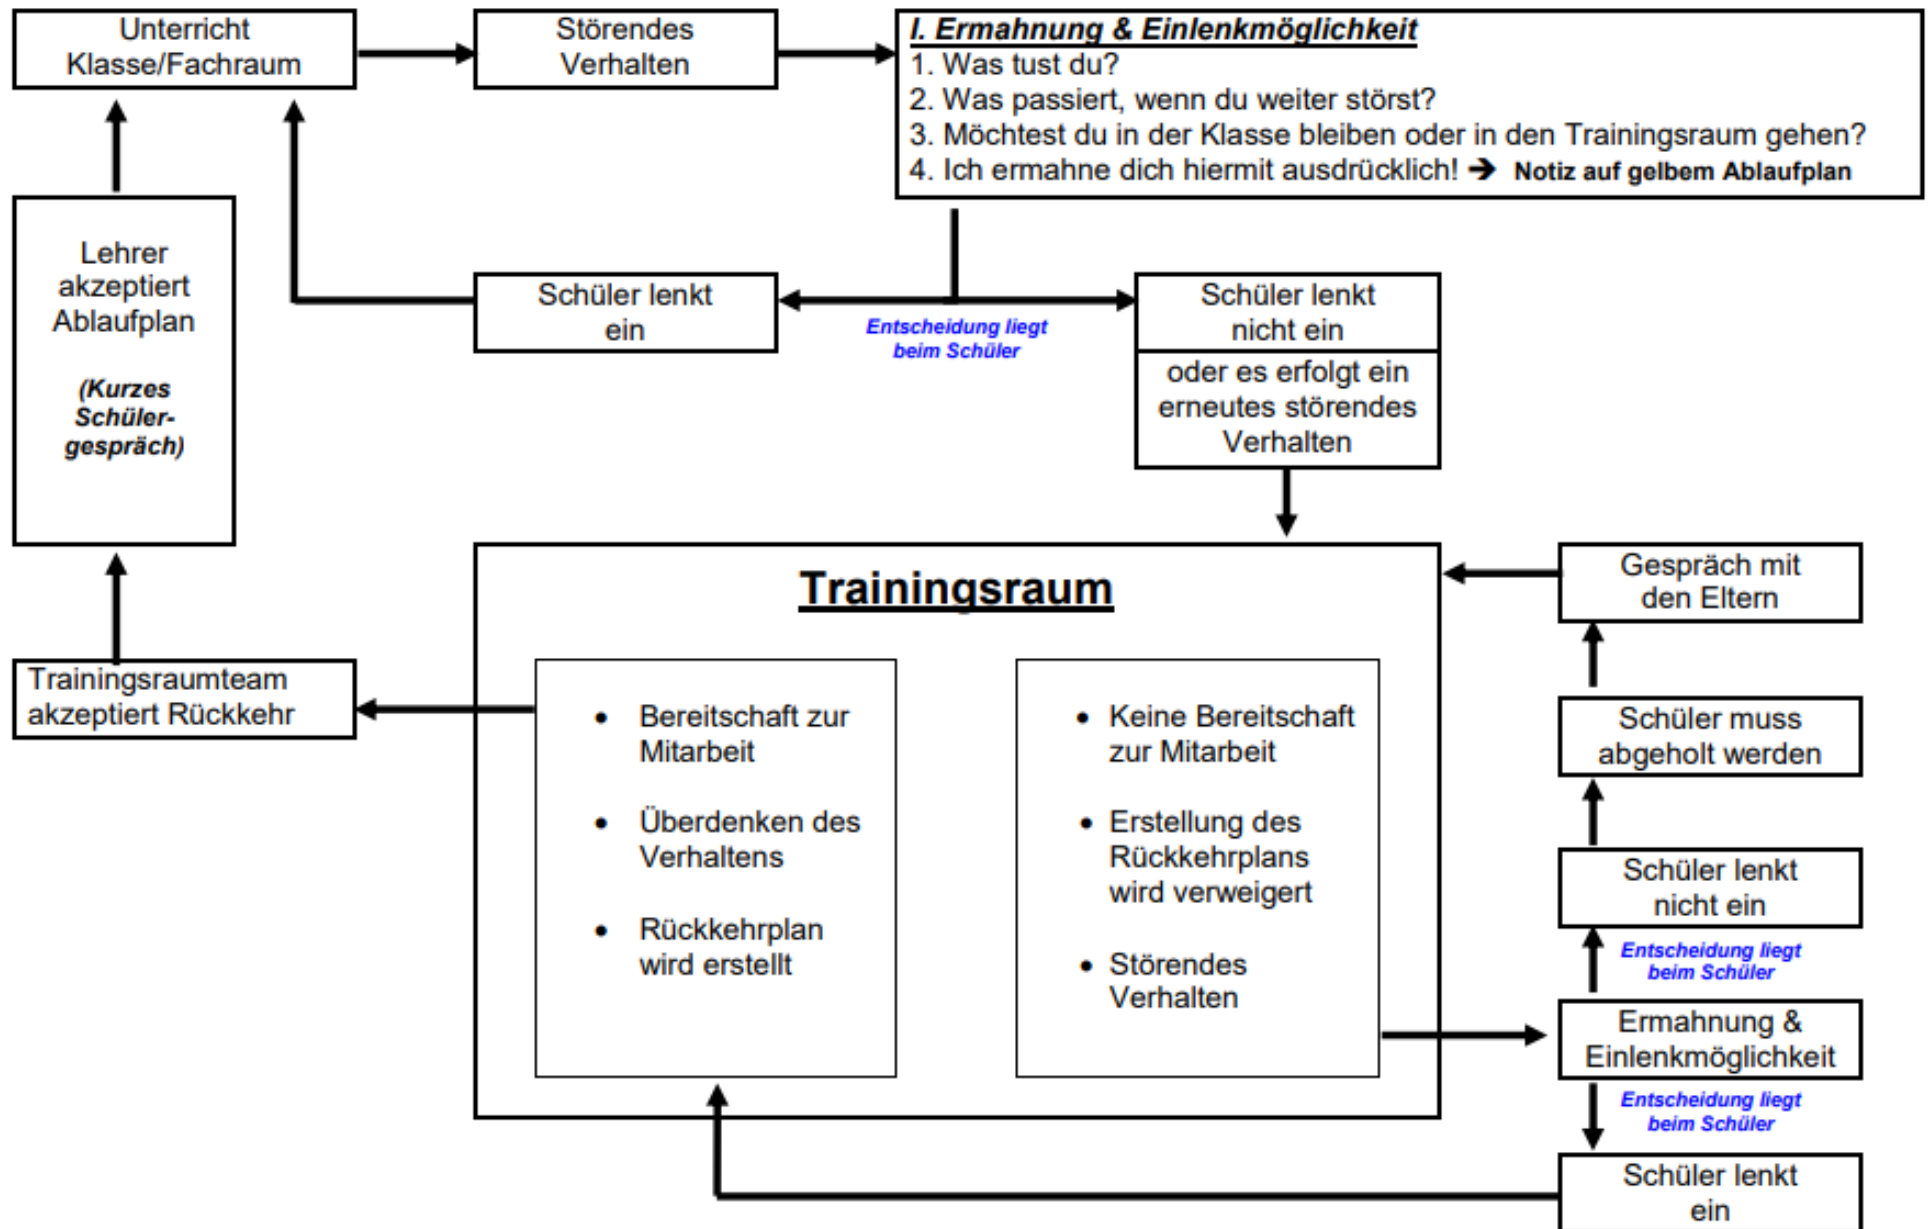 Unterricht
Klasse/Fachraum
Störendes
Verhalten
I. Ermahnung & Einlenkmöglichkeit
1. Was tust du?
2. Was passiert, wenn du weiter störst?
3. Möchtest du in der Klasse bleiben oder in den Trainingsraum gehen?
4. Ich ermahne dich hiermit ausdrücklich! ➔ Notiz auf gelbem Ablaufplan
Lehrer
akzeptiert
Ablaufplan
(Kurzes
Schüler-
gespräch)
Schüler lenkt
ein
Entscheidung liegt
beim Schüler
Schüler lenkt
nicht ein
oder es erfolgt ein
erneutes störendes
Verhalten
Trainingsraum
Trainingsraumteam
akzeptiert Rückkehr
• Bereitschaft zur
Mitarbeit
• Überdenken des
Verhaltens
• Rückkehrplan
wird erstellt
• Keine Bereitschaft
zur Mitarbeit
• Erstellung des
Rückkehrplans
wird verweigert
• Störendes
Verhalten
Gespräch mit
den Eltern
Schüler muss
abgeholt werden
Schüler lenkt
nicht ein
Entscheidung liegt
beim Schüler
Ermahnung &
Einlenkmöglichkeit
Entscheidung liegt
beim Schüler
Schüler lenkt
ein